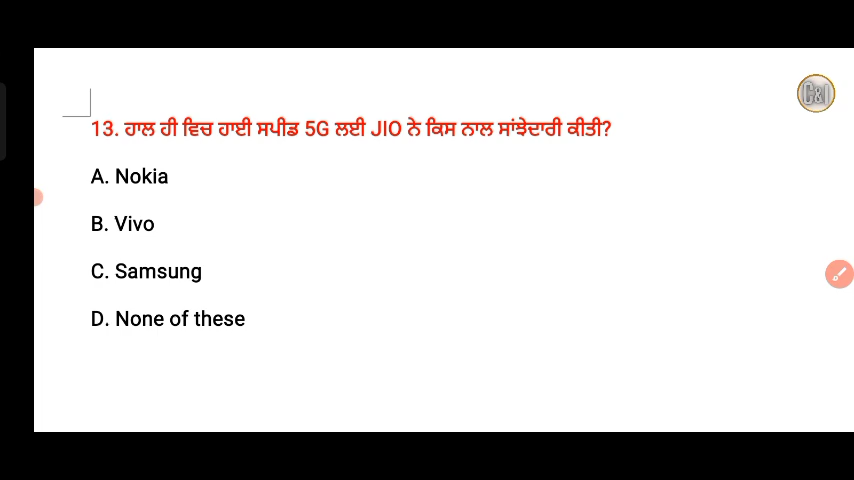 C&I
13. ਹਾਲ ਹੀ ਵਿਚ ਹਾਈ ਸਪੀਡ 5G ਲਈ JIO ਨੇ ਕਿਸ ਨਾਲ ਸਾਂਝੇਦਾਰੀ ਕੀਤੀ?
A. Nokia
B. Vivo
C. Samsung
D. None of these